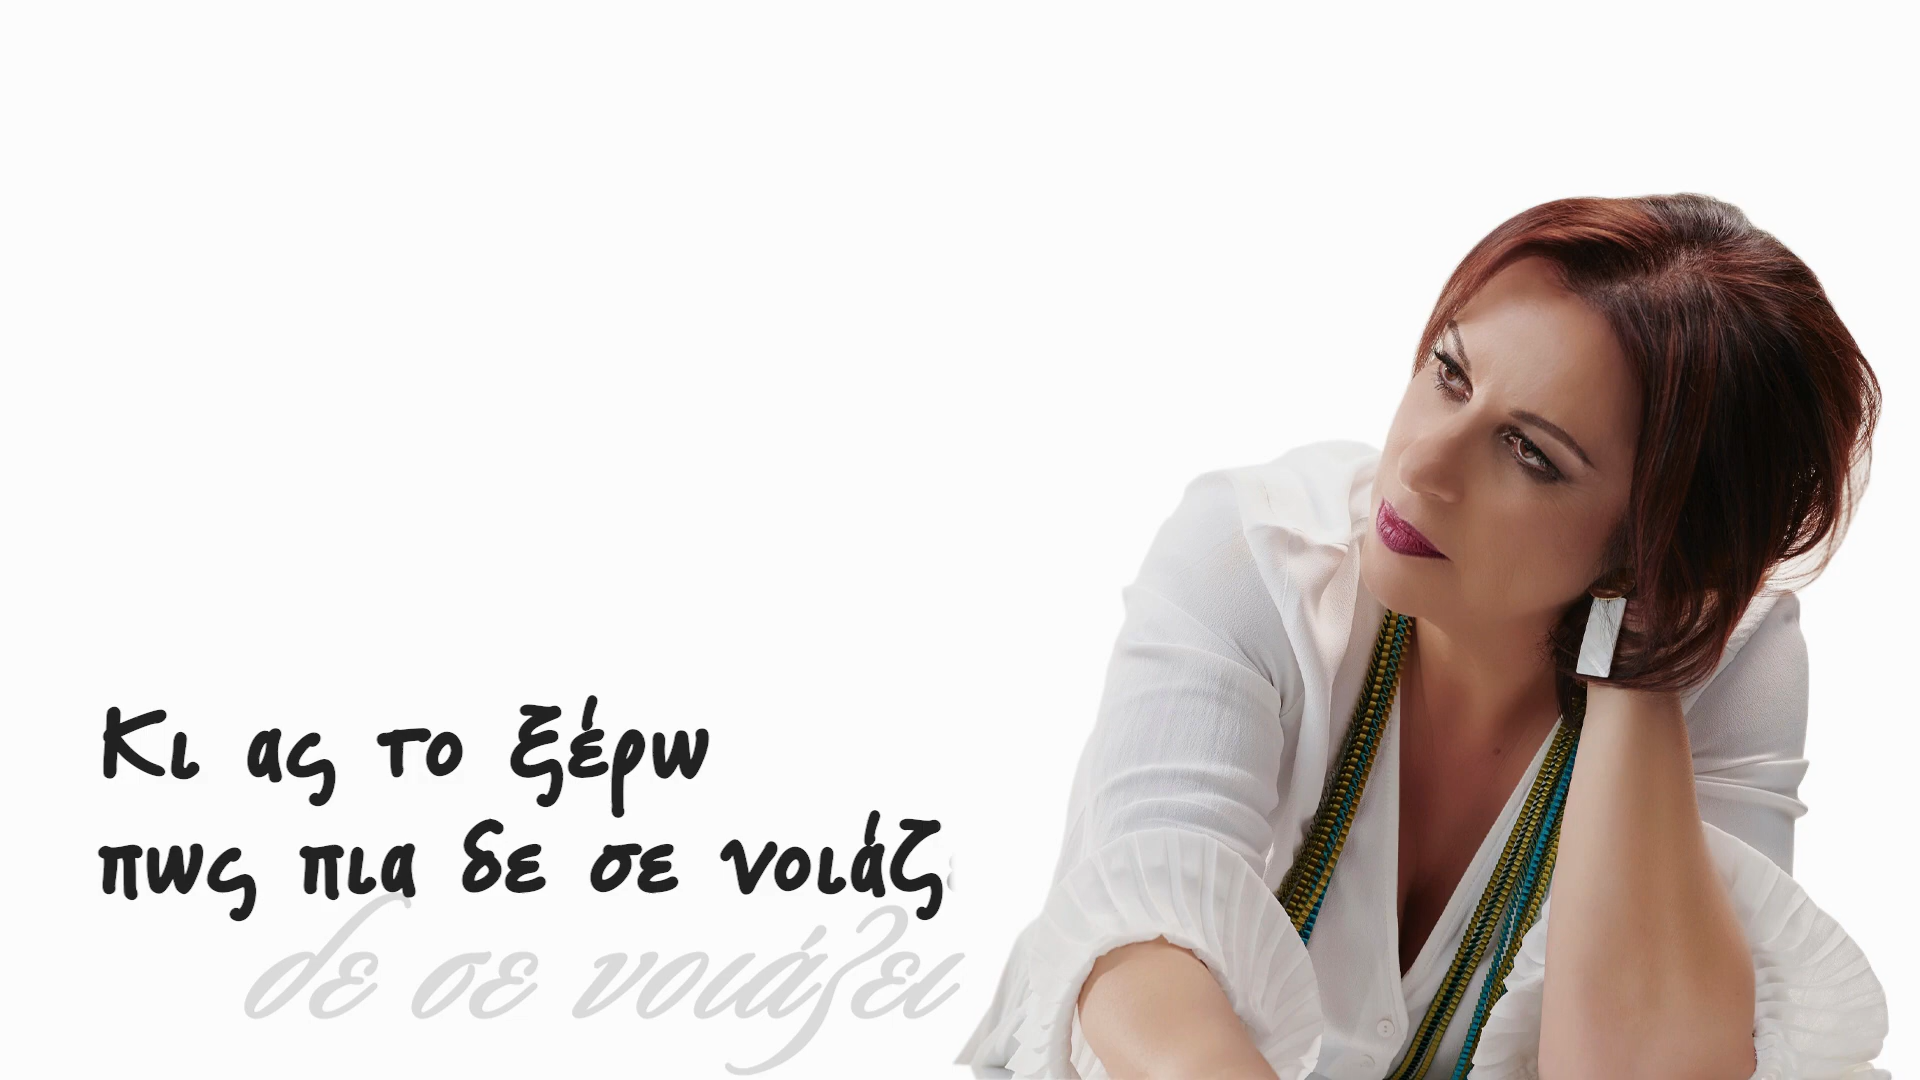 Κι ας το ξέρω
πως πια δε σε νοιάζ
δε σε νοιάζει